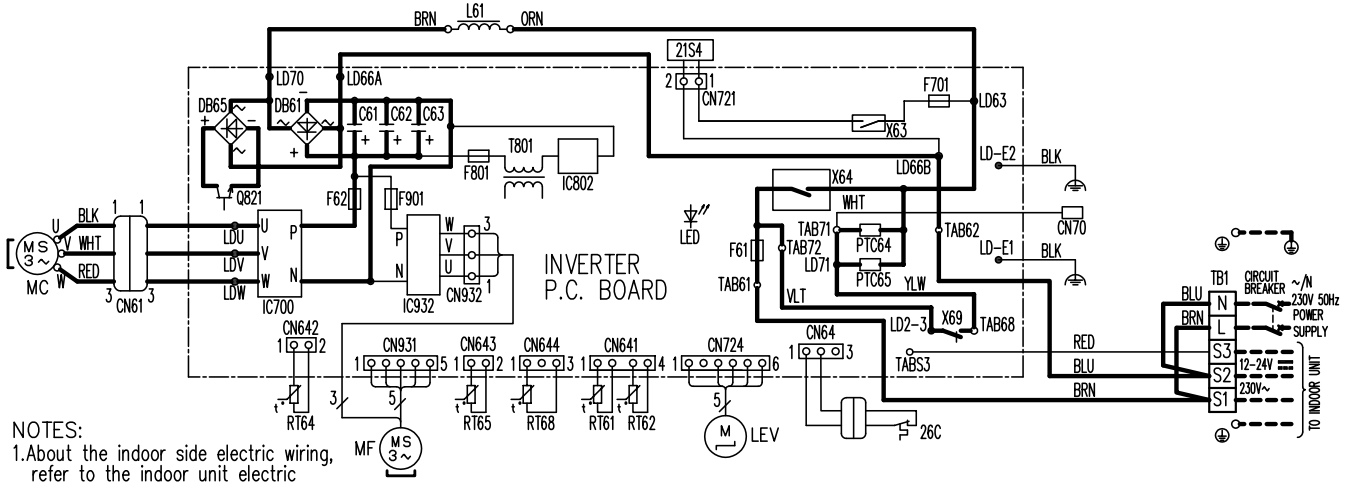 BRN L61 ORN
21S4
2 1
CN721
F701
LD70 LD66A LD63
DB65 DB61 C61 C62 C63
~ − ~ ~
+ − + + +
~ +
X63
T801
F801
IC802
LD66B LD-E2 BLK
Q821
F62 F901
X64
WHT
CN70
U BLK 1 1 LDU U P
MS 3~ V WHT LDV V
MC W RED 3 3 LDW W N
CN61
IC700
P W 3
V
N U 1
IC932 CN932
LED
INVERTER
P.C. BOARD
TAB71 PTC64 TAB62
F61 TAB72 LD-E1 BLK
LD71 PTC65
TAB61 YLW
VLT
X69
LD2-3 TAB68
TB1 CIRCUIT BREAKER ~/N
BLU N 230V 50Hz
BRN L POWER SUPPLY
RED S3
TABS3 BLU S2 12-24V
BRN S1 230V~
TO INDOOR UNIT
CN642 CN931 CN643 CN644 CN641 CN724 CN64
1 2 1 5 1 2 1 3 1 4 1 6 1 3
t° t° t° t° t°
3 5 5
RT64 RT65 RT68 RT61 RT62
MF MS 3~
M LEV
26C
NOTES:
1.About the indoor side electric wiring,
refer to the indoor unit electric